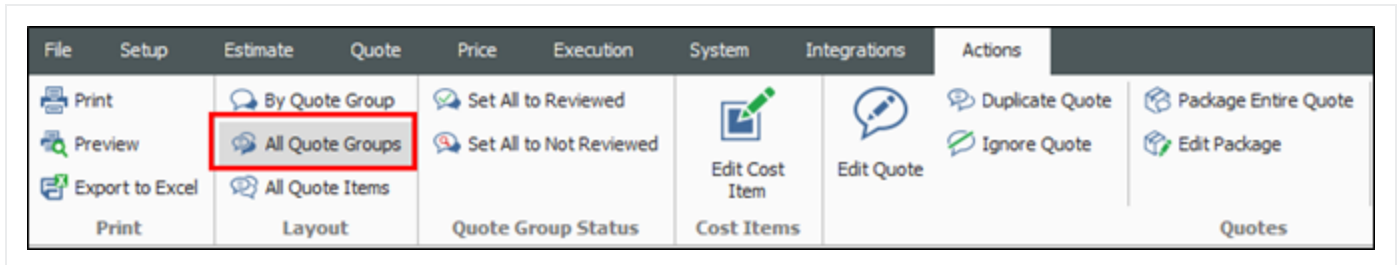 File Setup Estimate Quote Price Execution System Integrations Actions
Print By Quote Group Set All to Reviewed Duplicate Quote Package Entire Quote
Preview All Quote Groups Set All to Not Reviewed Ignore Quote Edit Package
Edit Cost Item
Edit Quote
Export to Excel All Quote Items
Print Layout Quote Group Status Cost Items Quotes